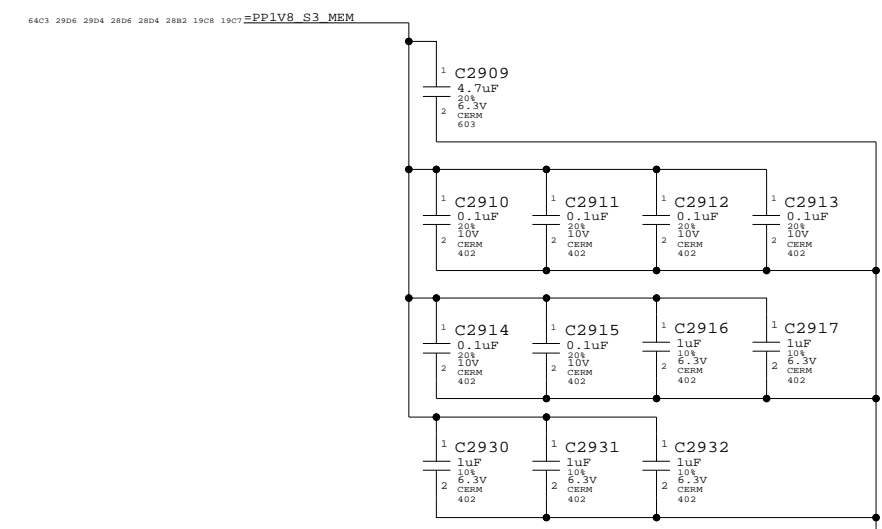 64C3 29D6 29D4 28D6 28D4 28B2 19C8 19C7 =PP1V8_S3_MEM
1 C2909
4.7uF
20%
6.3V
2 CERM
603
1 C2910 1 C2911 1 C2912 1 C2913
0.1uF 0.1uF 0.1uF 0.1uF
20% 20% 20% 20%
10V 10V 10V 10V
2 CERM 2 CERM 2 CERM 2 CERM
402 402 402 402
1 C2914 1 C2915 1 C2916 1 C2917
0.1uF 0.1uF 1uF 1uF
20% 20% 10% 10%
10V 10V 6.3V 6.3V
2 CERM 2 CERM 2 CERM 2 CERM
402 402 402 402
1 C2930 1 C2931 1 C2932
1uF 1uF 1uF
10% 10% 10%
6.3V 6.3V 6.3V
2 CERM 2 CERM 2 CERM
402 402 402